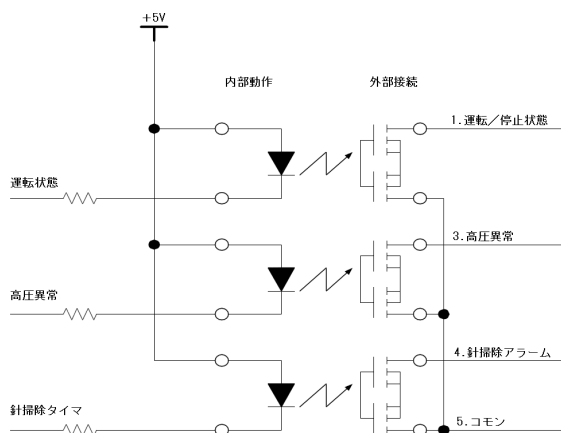 +5V
内部動作
外部接続
1.運転/停止状態
運転状態
3.高圧異常
高圧異常
4.針掃除アラーム
針掃除タイマ
5.コモン